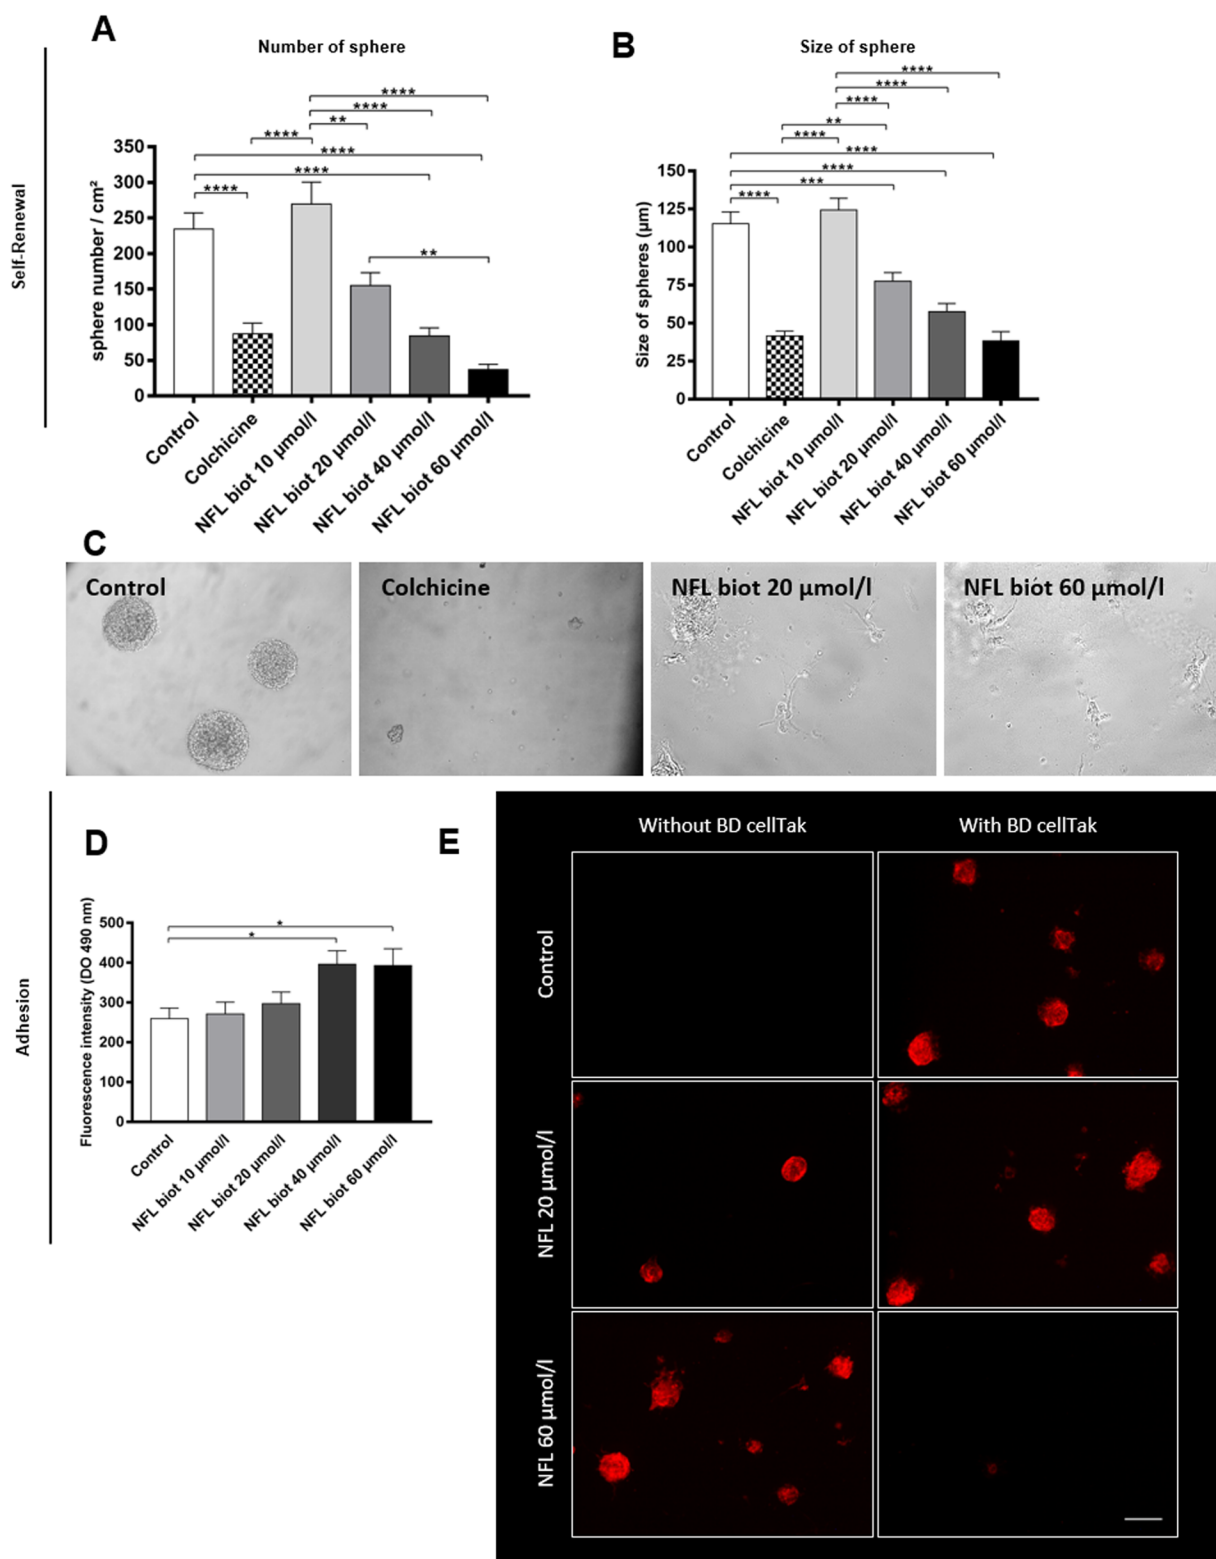 A
Number of sphere
Self-Renewal
sphere number / cm²
350
300
250
200
150
100
50
0
****
****
**
****
****
****
****
**
Control
Colchicine
NFL biot 10 µmol/l
NFL biot 20 µmol/l
NFL biot 40 µmol/l
NFL biot 60 µmol/l
B
Size of sphere
Size of spheres (µm)
150
125
100
75
50
25
0
****
****
****
**
****
****
****
***
****
Control
Colchicine
NFL biot 10 µmol/l
NFL biot 20 µmol/l
NFL biot 40 µmol/l
NFL biot 60 µmol/l
C
Control
Colchicine
NFL biot 20 µmol/l
NFL biot 60 µmol/l
Adhesion
D
Fluorescence intensity (DO 490 nm)
500
400
300
200
100
0
*
*
Control
NFL biot 10 µmol/l
NFL biot 20 µmol/l
NFL biot 40 µmol/l
NFL biot 60 µmol/l
E
Without BD cellTak
With BD cellTak
Control
NFL 20 µmol/l
NFL 60 µmol/l